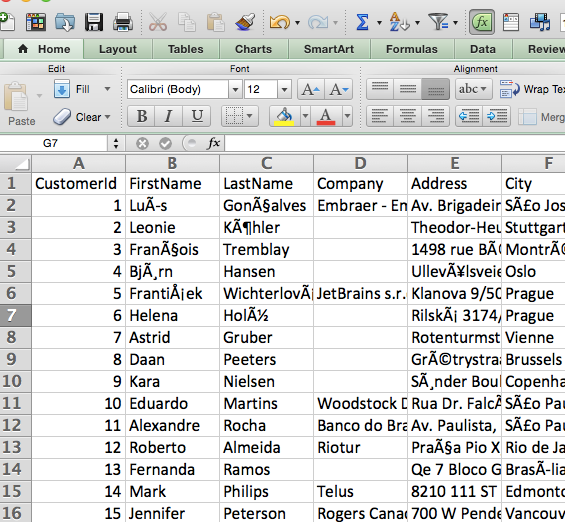 Home Layout Tables Charts SmartArt Formulas Data Review
Edit Font Alignment
Fill Calibri (Body) 12 A A abc Wrap Te
Paste Clear B I U A Merg
G7 fx
A B C D E F
1 CustomerId FirstName LastName Company Address City
2 1 LuÃ-s GonÃ§alves Embraer - En Av. Brigadeir SÃ£o Jos
3 2 Leonie KÃ¶hler Theodor-Heu Stuttgart
4 3 FranÃ§ois Tremblay 1498 rue BÃ© MontrÃ©
5 4 BjÃ¸rn Hansen UllevÃ¥lsveie Oslo
6 5 FrantiÅ¡ek WichterlovÃ¡ JetBrains s.r. Klanova 9/50 Prague
7 6 Helena HolÃ½ RilskÃ¡ 3174/ Prague
8 7 Astrid Gruber Rotenturmst Vienne
9 8 Daan Peeters GrÃ©trystraa Brussels
10 9 Kara Nielsen SÃ¸nder Boul Copenha
11 10 Eduardo Martins Woodstock D Rua Dr. FalcÃ SÃ£o Pau
12 11 Alexandre Rocha Banco do Bra Av. Paulista, SÃ£o Pau
13 12 Roberto Almeida Riotur PraÃ§a Pio X Rio de Ja
14 13 Fernanda Ramos Qe 7 Bloco G BrasÃ-lia
15 14 Mark Philips Telus 8210 111 ST Edmonto
16 15 Jennifer Peterson Rogers Canad 700 W Pende Vancouv